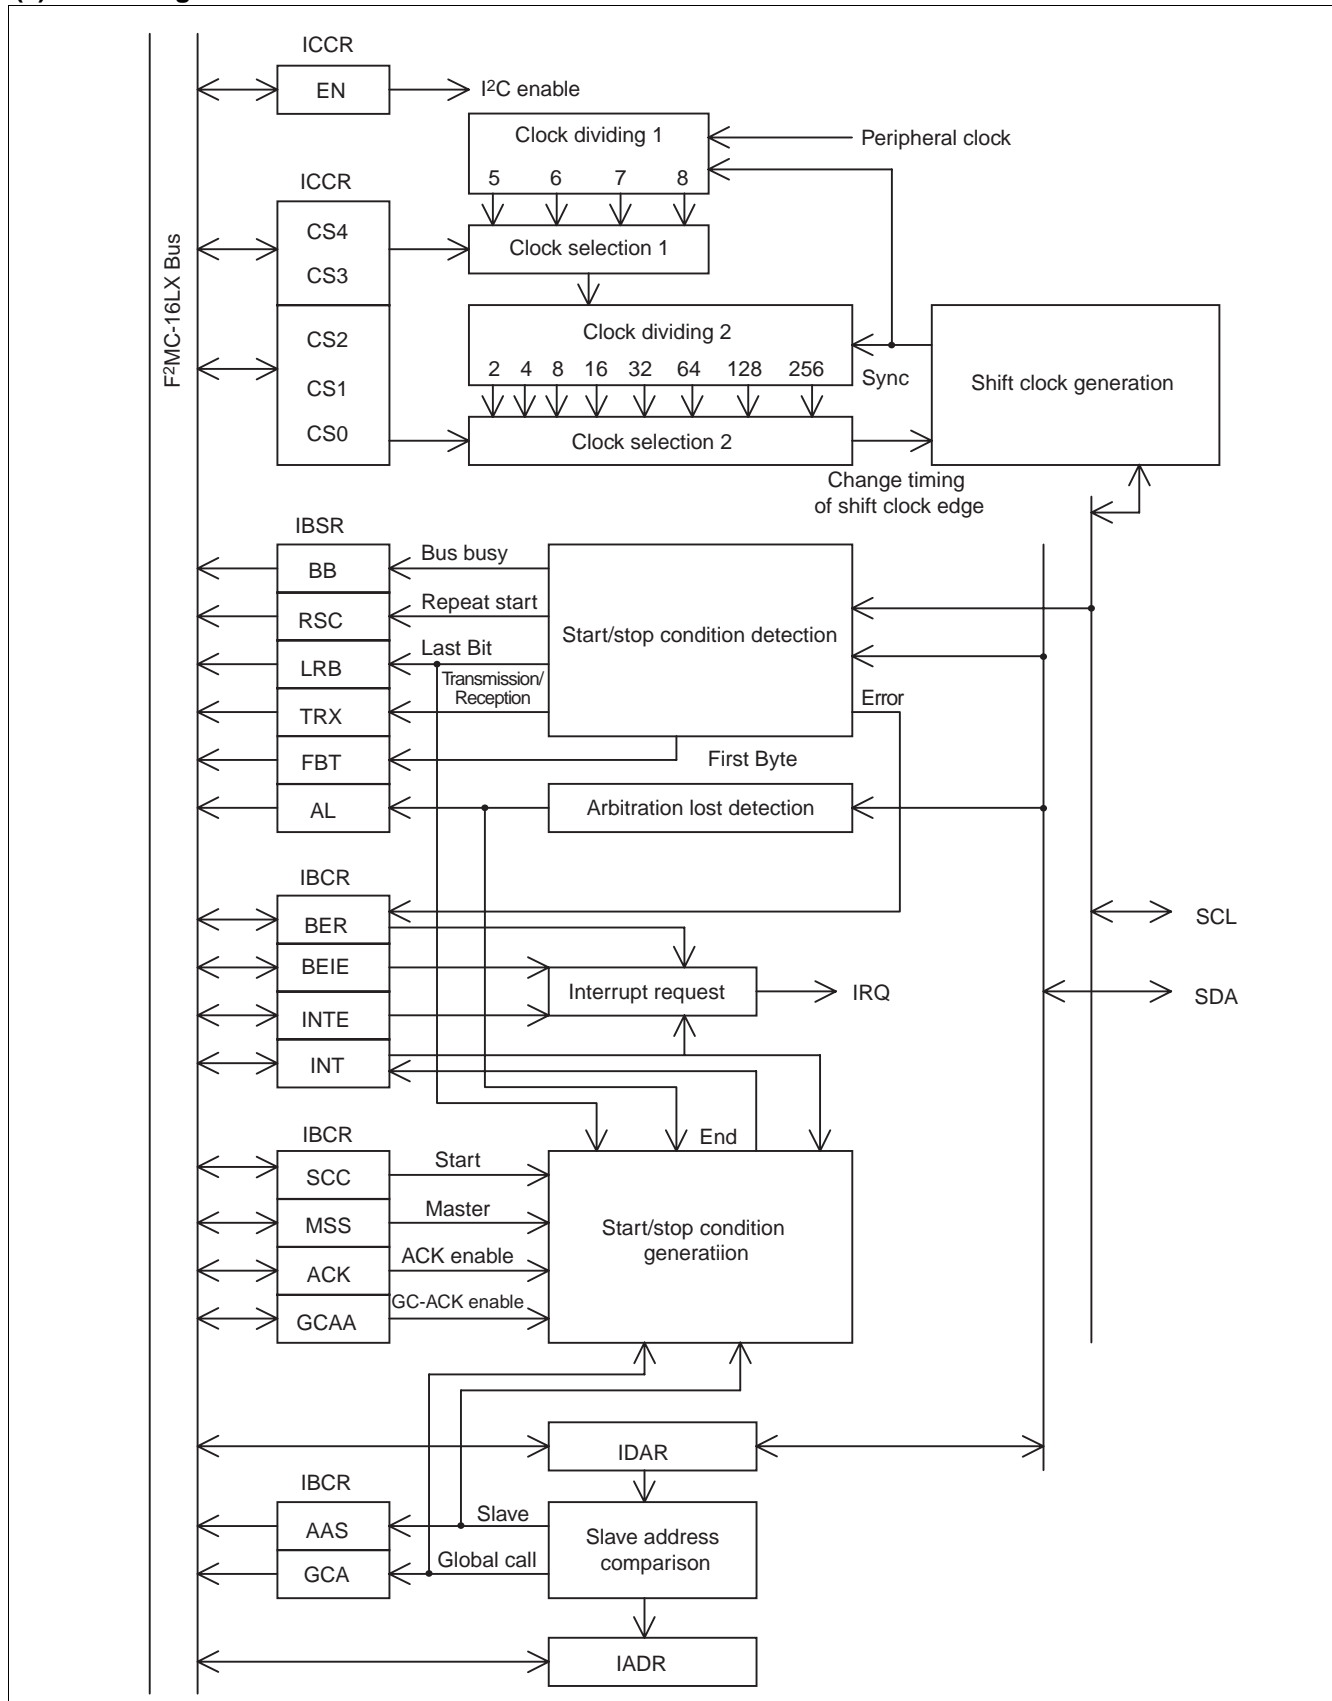 ICCR
EN
I²C enable
Clock dividing 1
Peripheral clock
5 6 7 8
ICCR
CS4
CS3
Clock selection 1
F²MC-16LX Bus
CS2
CS1
CS0
Clock dividing 2
2 4 8 16 32 64 128 256
Sync
Shift clock generation
Clock selection 2
Change timing
of shift clock edge
IBSR
BB
Bus busy
RSC
Repeat start
LRB
Last Bit
Start/stop condition detection
TRX
Transmission/
Reception
Error
FBT
First Byte
AL
Arbitration lost detection
IBCR
BER
SCL
BEIE
Interrupt request
IRQ
SDA
INTE
INT
End
IBCR
SCC
Start
MSS
Master
Start/stop condition
generatiion
ACK
ACK enable
GCAA
GC-ACK enable
IDAR
IBCR
AAS
Slave
Slave address
comparison
GCA
Global call
IADR